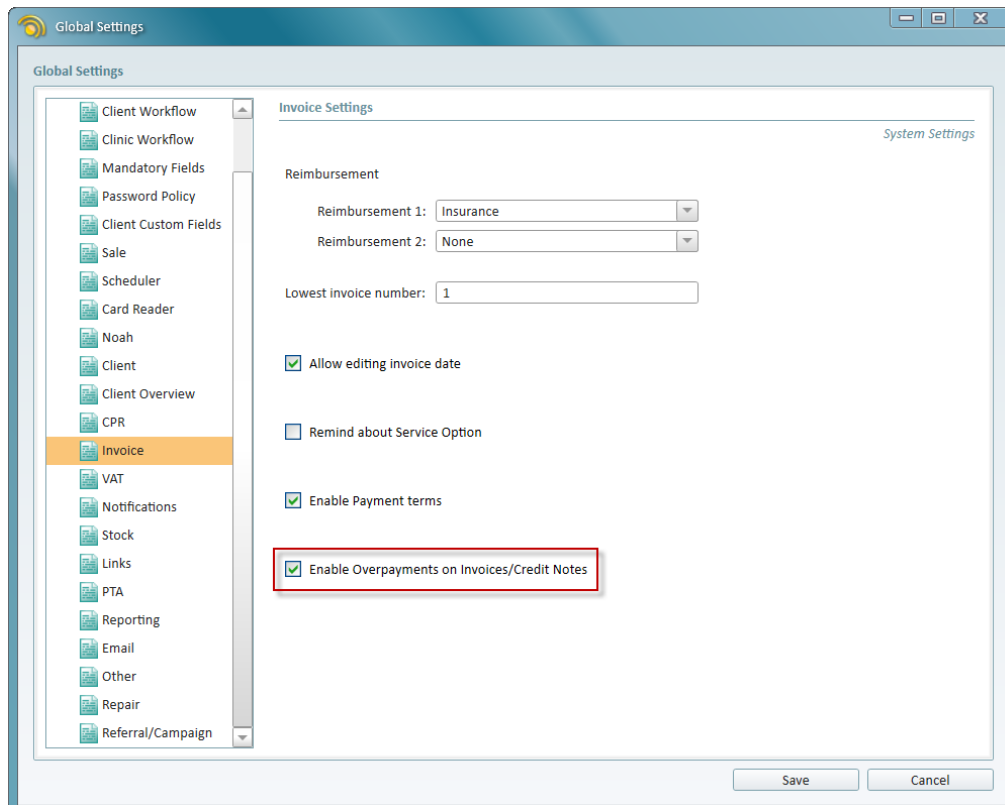 Global Settings
Global Settings
Client Workflow
Clinic Workflow
Mandatory Fields
Password Policy
Client Custom Fields
Sale
Scheduler
Card Reader
Noah
Client
Client Overview
CPR
Invoice
VAT
Notifications
Stock
Links
PTA
Reporting
Email
Other
Repair
Referral/Campaign
Invoice Settings
System Settings
Reimbursement
Reimbursement 1: Insurance
Reimbursement 2: None
Lowest invoice number: 1
Allow editing invoice date
Remind about Service Option
Enable Payment terms
Enable Overpayments on Invoices/Credit Notes
Save Cancel